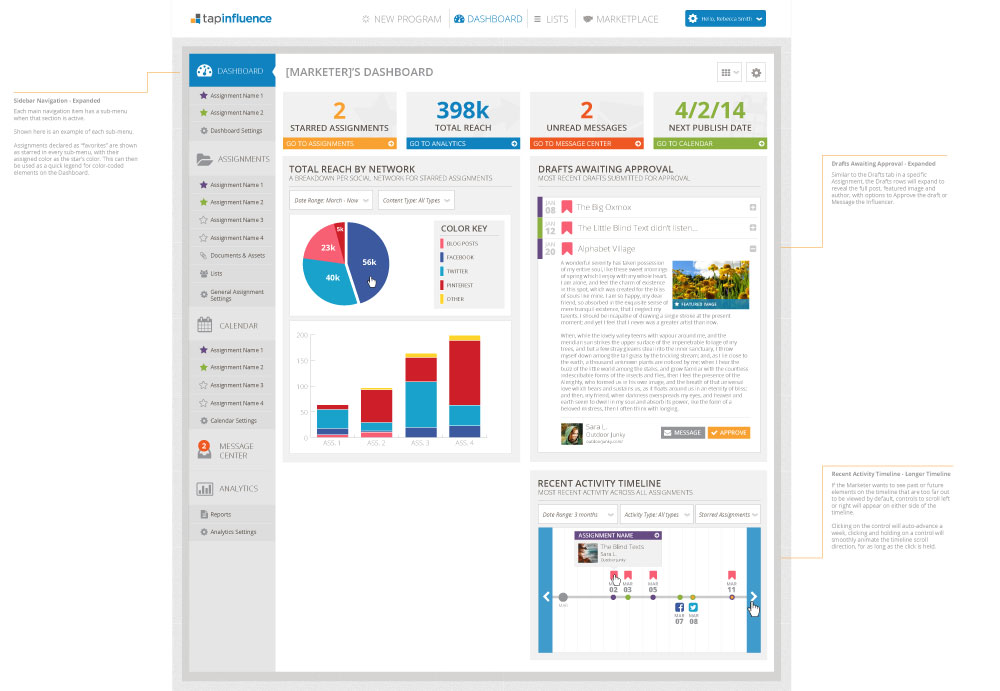 tapinfluence
NEW PROGRAM
DASHBOARD
LISTS
MARKETPLACE
Hello, Rebecca Smith
Sidebar Navigation - Expanded
Each main navigation item has a sub-menu
when that section is active.
Shown here is an example of each sub-menu.
Assignments declared as "favorites" are shown
as starred in every sub-menu, with their
assigned color as the star's color. This can then
be used as a quick legend for color-coded
elements on the Dashboard.
DASHBOARD
Assignment Name 1
Assignment Name 2
Dashboard Settings
ASSIGNMENTS
Assignment Name 1
Assignment Name 2
Assignment Name 3
Assignment Name 4
Documents & Assets
Lists
General Assignment
Settings
CALENDAR
Assignment Name 1
Assignment Name 2
Assignment Name 3
Assignment Name 4
Calendar Settings
2
MESSAGE
CENTER
ANALYTICS
Reports
Analytics Settings
[MARKETER]'S DASHBOARD
2
STARRED ASSIGNMENTS
GO TO ASSIGNMENTS
398k
TOTAL REACH
GO TO ANALYTICS
2
UNREAD MESSAGES
GO TO MESSAGE CENTER
4/2/14
NEXT PUBLISH DATE
GO TO CALENDAR
TOTAL REACH BY NETWORK
A BREAKDOWN PER SOCIAL NETWORK FOR STARRED ASSIGNMENTS
Date Range: March - Now
Content Type: All Types
5k
23k
56k
40k
COLOR KEY
BLOG POSTS
FACEBOOK
TWITTER
PINTEREST
OTHER
200
150
100
50
0
ASS. 1
ASS. 2
ASS. 3
ASS. 4
DRAFTS AWAITING APPROVAL
MOST RECENT DRAFTS SUBMITTED FOR APPROVAL
JAN
08
The Big Oxmox
JAN
12
The Little Blind Text didn't listen...
JAN
20
Alphabet Village
A wonderful serenity has taken possession
of my entire soul, like these sweet mornings
of spring which I enjoy with my whole heart.
I am alone, and feel the charm of existence
in this spot, which was created for the bliss
of souls like mine. I am so happy, my dear
friend, so absorbed in the exquisite sense of
mere tranquil existence, that I neglect my
talents. I should be incapable of drawing a single stroke at the present
moment; and yet I feel that I never was a greater artist than now.
FEATURED IMAGE
When, while the lovely valley teems with vapour around me, and the
meridian sun strikes the upper surface of the impenetrable foliage of my
trees, and but a few stray gleams steal into the inner sanctuary, I throw
myself down among the tall grass by the trickling stream; and, as I lie close to
the earth, a thousand unknown plants are noticed by me: when I hear the
buzz of the little world among the stalks, and grow familiar with the countless
indescribable forms of the insects and flies, then I feel the presence of the
Almighty, who formed us in his own image, and the breath of that universal
love which bears and sustains us, as it floats around us in an eternity of bliss;
and then, my friend, when darkness overspreads my eyes, and heaven and
earth seem to dwell in my soul and absorb its power, like the form of a
beloved mistress, then I often think with longing,
Sara L.
Outdoor Junky
outdoorjunky.com/
MESSAGE
APPROVE
Drafts Awaiting Approval - Expanded
Similar to the Drafts tab in a specific
Assignment, the Drafts rows will expand to
reveal the full post, featured image and
author, with options to Approve the draft or
Message the Influencer.
RECENT ACTIVITY TIMELINE
MOST RECENT ACTIVITY ACROSS ALL ASSIGNMENTS
Date Range: 3 months
Activity Type: All types
Starred Assignments
ASSIGNMENT NAME
The Blind Texts
Sara L.
Outdoor Junky
02
MAR
03
MAR
05
MAR
11
MAR
MAR
07
MAR
08
Recent Activity Timeline - Longer Timeline
If the Marketer wants to see past or future
elements on the timeline that are too far out
to be viewed by default, controls to scroll left
or right will appear on either side of the
timeline.
Clicking on the control will auto-advance a
week, clicking and holding on a control will
smoothly animate the timeline scroll
direction, for as long as the click is held.